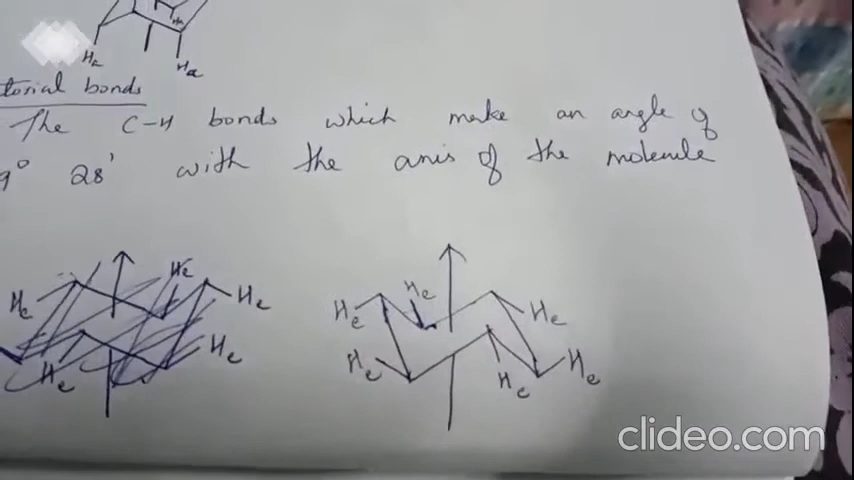 Ha
Ha
torial bonds
The C-H bonds which make an angle of
9° 28' with the axis of the molecule
He
He
He
He
He
He
He
He
He
He
He
clideo.com